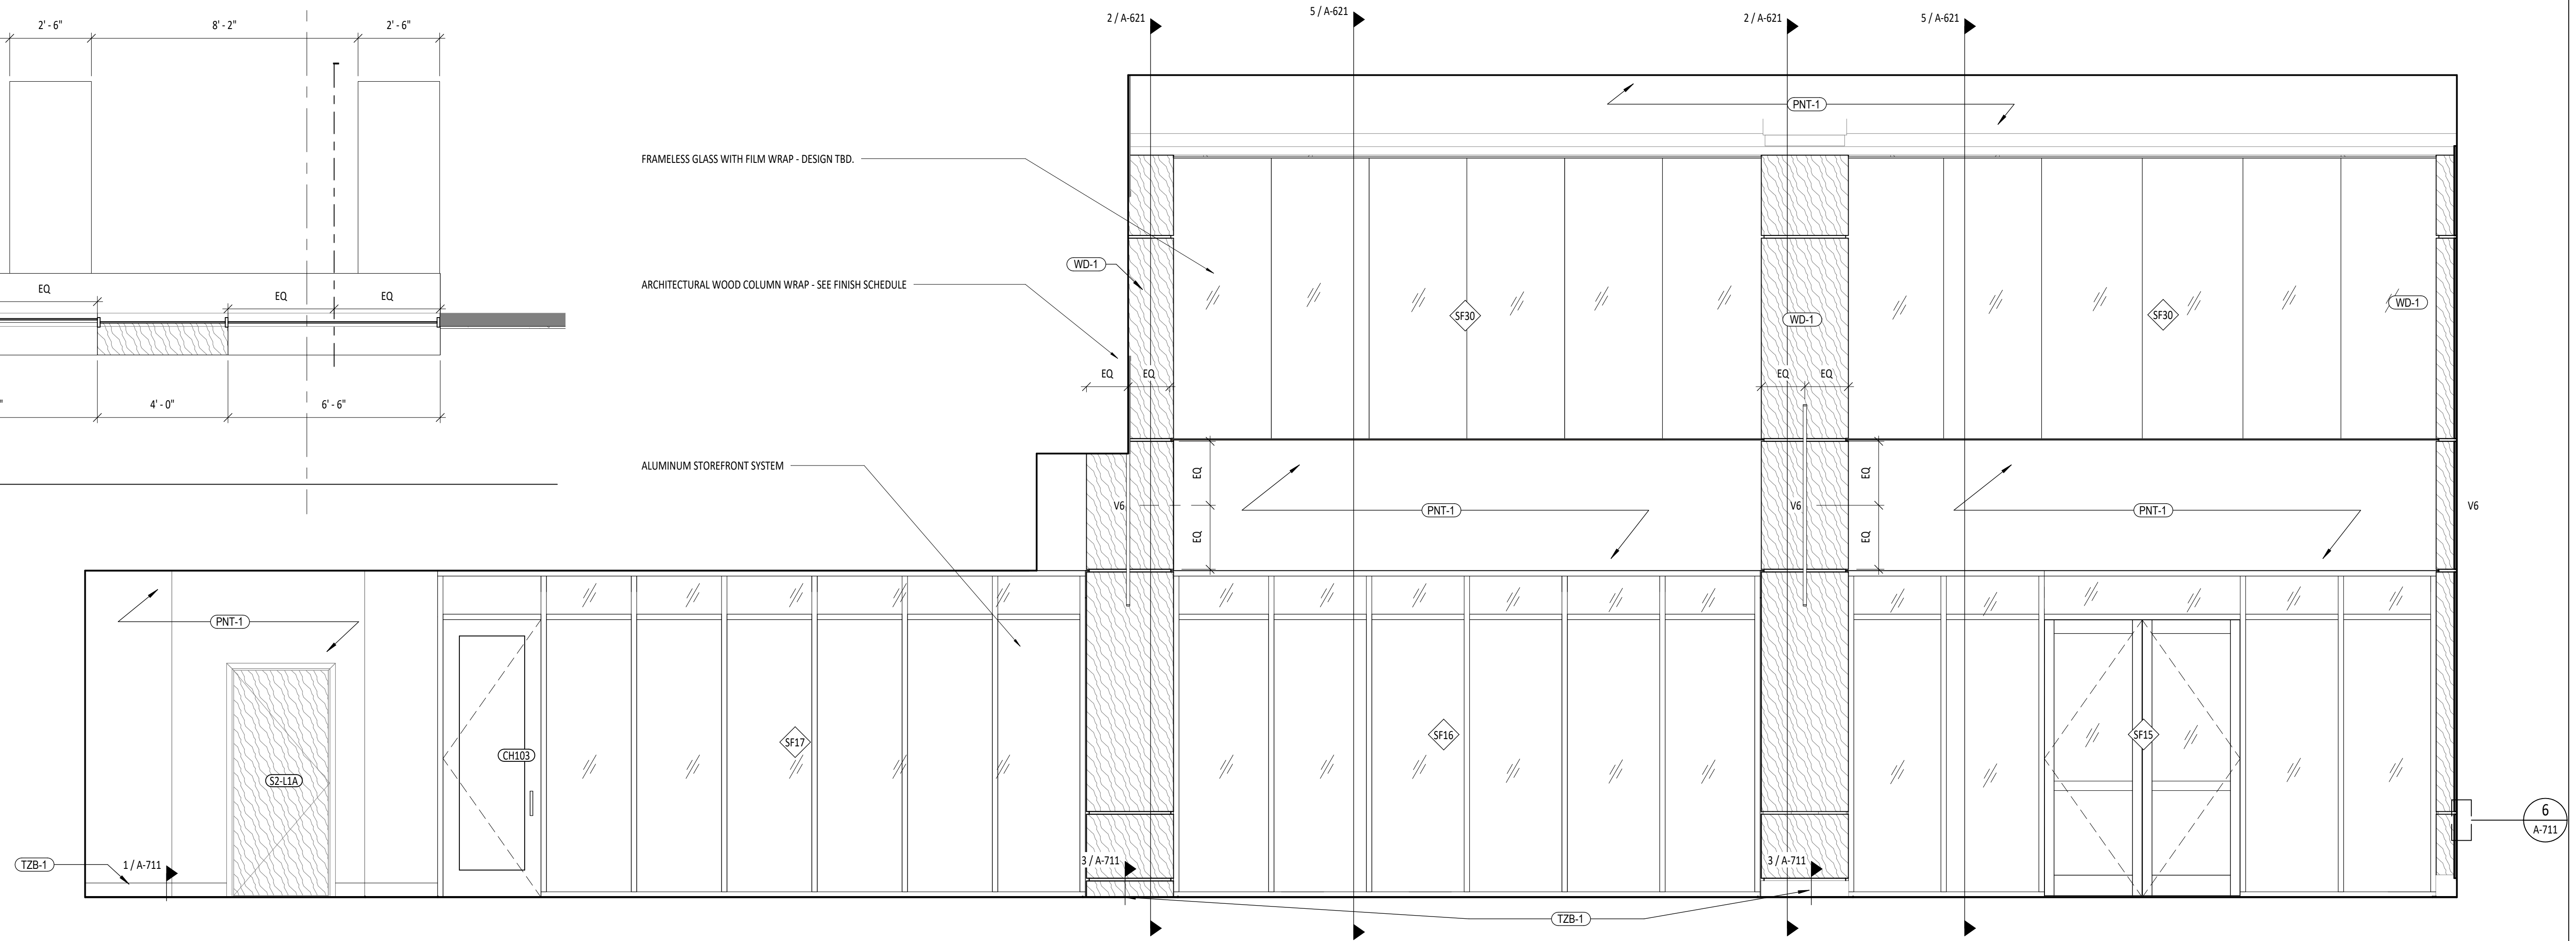 2' - 6"
8' - 2"
2' - 6"
EQ
EQ
EQ
"
4' - 0"
6' - 6"
2 / A-621
5 / A-621
2 / A-621
5 / A-621
PNT-1
FRAMELESS GLASS WITH FILM WRAP - DESIGN TBD.
WD-1
ARCHITECTURAL WOOD COLUMN WRAP - SEE FINISH SCHEDULE
SF30
WD-1
SF30
WD-1
EQ
EQ
EQ
EQ
ALUMINUM STOREFRONT SYSTEM
EQ
EQ
V6
PNT-1
V6
PNT-1
V6
EQ
EQ
PNT-1
SF17
CH103
SF16
SF15
S2-L1A
6
A-711
TZB-1
1 / A-711
3 / A-711
3 / A-711
TZB-1